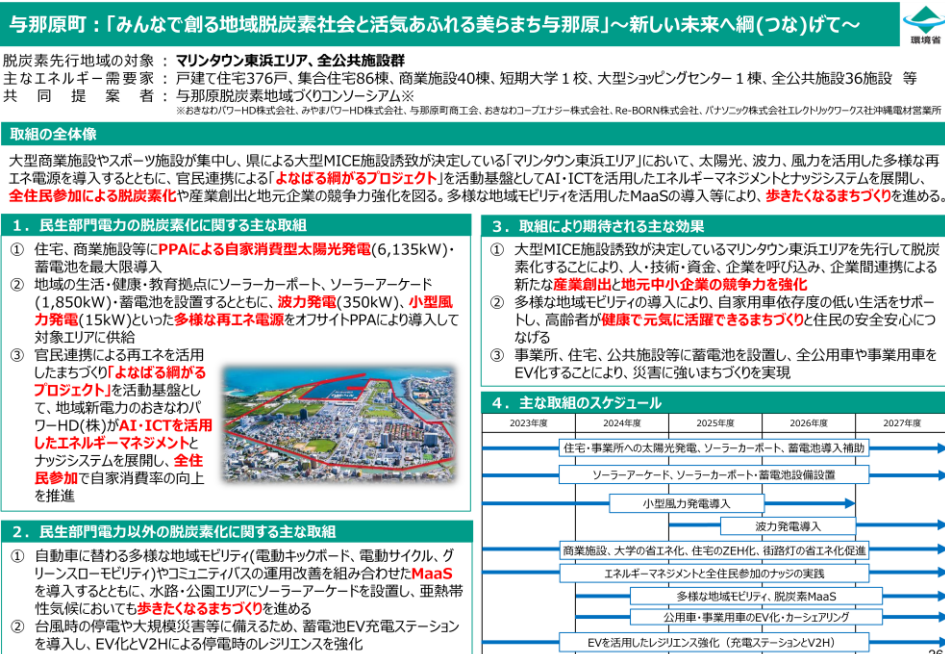 与那原町：「みんなで創る地域脱炭素社会と活気あふれる美らまち与那原」～新しい未来へ綱(つな)げて～
環境省
脱炭素先行地域の対象：マリンタウン東浜エリア、全公共施設群
主なエネルギー需要家：戸建て住宅376戸、集合住宅86棟、商業施設40棟、短期大学１校、大型ショッピングセンター１棟、全公共施設36施設　等
共同提案者：与那原脱炭素地域づくりコンソーシアム※
※おきなわパワーHD株式会社、みやまパワーHD株式会社、与那原町商工会、おきなわコープエナジー株式会社、Re-BORN株式会社、パナソニック株式会社エレクトリックワークス社沖縄電材営業所
取組の全体像
大型商業施設やスポーツ施設が集中し、県による大型MICE施設誘致が決定している「マリンタウン東浜エリア」において、太陽光、波力、風力を活用した多様な再
エネ電源を導入するとともに、官民連携による「よなばる綱がるプロジェクト」を活動基盤としてAI・ICTを活用したエネルギーマネジメントとナッジシステムを展開し、
全住民参加による脱炭素化や産業創出と地元企業の競争力強化を図る。多様な地域モビリティを活用したMaaSの導入等により、歩きたくなるまちづくりを進める。
１．民生部門電力の脱炭素化に関する主な取組
① 住宅、商業施設等にPPAによる自家消費型太陽光発電(6,135kW)・
蓄電池を最大限導入
② 地域の生活・健康・教育拠点にソーラーカーポート、ソーラーアーケード
(1,850kW)・蓄電池を設置するとともに、波力発電(350kW)、小型風
力発電(15kW)といった多様な再エネ電源をオフサイトPPAにより導入して
対象エリアに供給
③ 官民連携による再エネを活用
したまちづくり「よなばる綱がる
プロジェクト」を活動基盤とし
て、地域新電力のおきなわパ
ワーHD(株)がAI・ICTを活用
したエネルギーマネジメントと
ナッジシステムを展開し、全住
民参加で自家消費率の向上
を推進
２．民生部門電力以外の脱炭素化に関する主な取組
① 自動車に替わる多様な地域モビリティ(電動キックボード、電動サイクル、グ
リーンスローモビリティ)やコミュニティバスの運用改善を組み合わせたMaaS
を導入するとともに、水路・公園エリアにソーラーアーケードを設置し、亜熱帯
性気候においても歩きたくなるまちづくりを進める
② 台風時の停電や大規模災害等に備えるため、蓄電池EV充電ステーション
を導入し、EV化とV2Hによる停電時のレジリエンスを強化
３．取組により期待される主な効果
① 大型MICE施設誘致が決定しているマリンタウン東浜エリアを先行して脱炭
素化することにより、人・技術・資金、企業を呼び込み、企業間連携による
新たな産業創出と地元中小企業の競争力を強化
② 多様な地域モビリティの導入により、自家用車依存度の低い生活をサポー
トし、高齢者が健康で元気に活躍できるまちづくりと住民の安全安心につ
なげる
③ 事業所、住宅、公共施設等に蓄電池を設置し、全公用車や事業用車を
EV化することにより、災害に強いまちづくりを実現
４．主な取組のスケジュール
2023年度 2024年度 2025年度 2026年度 2027年度
住宅・事業所への太陽光発電、ソーラーカーポート、蓄電池導入補助
ソーラーアーケード、ソーラーカーポート・蓄電池設備設置
小型風力発電導入
波力発電導入
商業施設、大学の省エネ化、住宅のZEH化、街路灯の省エネ化促進
エネルギーマネジメントと全住民参加のナッジの実践
多様な地域モビリティ、脱炭素MaaS
公用車・事業用車のEV化・カーシェアリング
EVを活用したレジリエンス強化（充電ステーションとV2H）